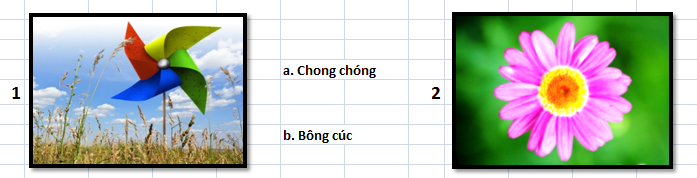 1
a. Chong chóng
b. Bông cúc
2